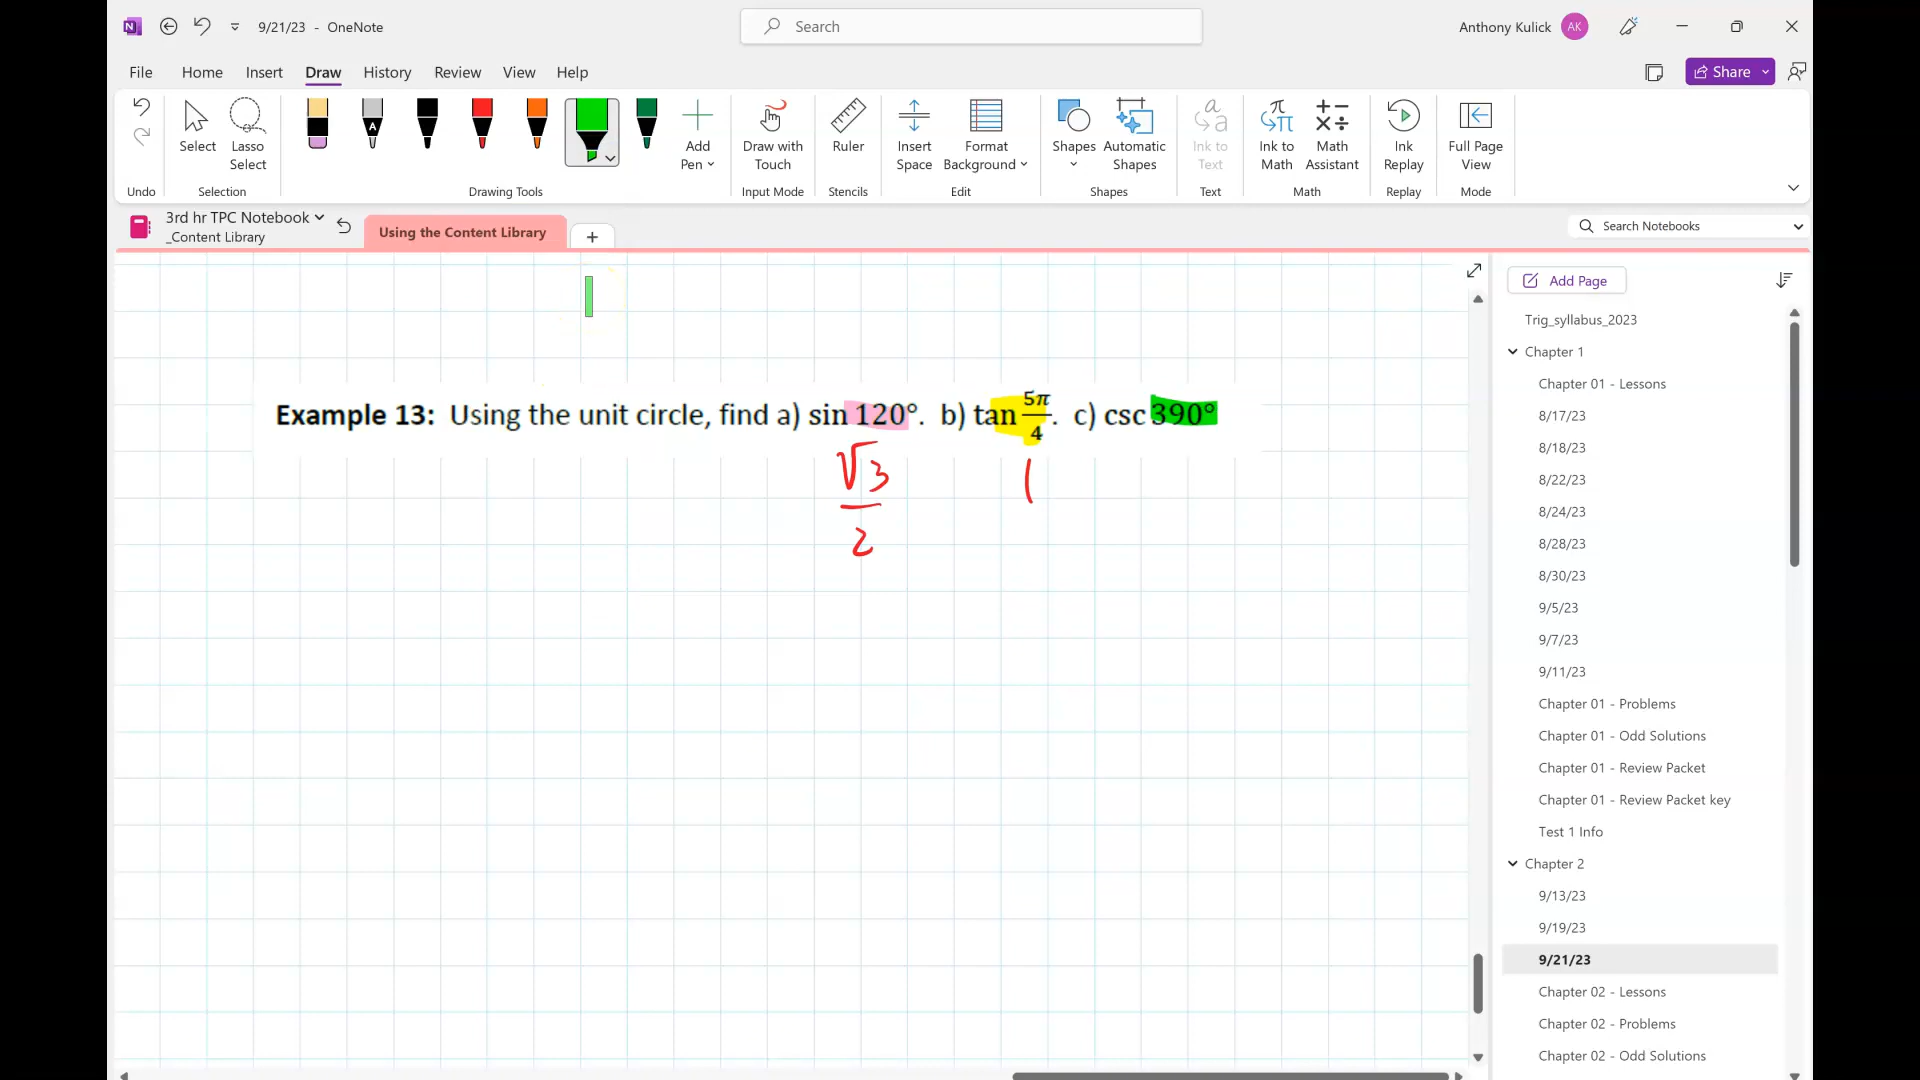 9/21/23 - OneNote
Search
Anthony Kulick AK
File Home Insert Draw History Review View Help
Share
Undo
Select
Lasso Select
Selection
A
Drawing Tools
Add Pen
Draw with Touch
Input Mode
Ruler
Stencils
Insert Space
Format Background
Edit
Shapes
Automatic Shapes
Shapes
Ink to Text
Text
Ink to Math
Math Assistant
Math
Ink Replay
Replay
Full Page View
Mode
3rd hr TPC Notebook
_Content Library
Using the Content Library
+
Search Notebooks
Example 13: Using the unit circle, find a) sin 120°. b) tan 5π/4. c) csc 390°
√3/2
1
Add Page
Trig_syllabus_2023
Chapter 1
Chapter 01 - Lessons
8/17/23
8/18/23
8/22/23
8/24/23
8/28/23
8/30/23
9/5/23
9/7/23
9/11/23
Chapter 01 - Problems
Chapter 01 - Odd Solutions
Chapter 01 - Review Packet
Chapter 01 - Review Packet key
Test 1 Info
Chapter 2
9/13/23
9/19/23
9/21/23
Chapter 02 - Lessons
Chapter 02 - Problems
Chapter 02 - Odd Solutions